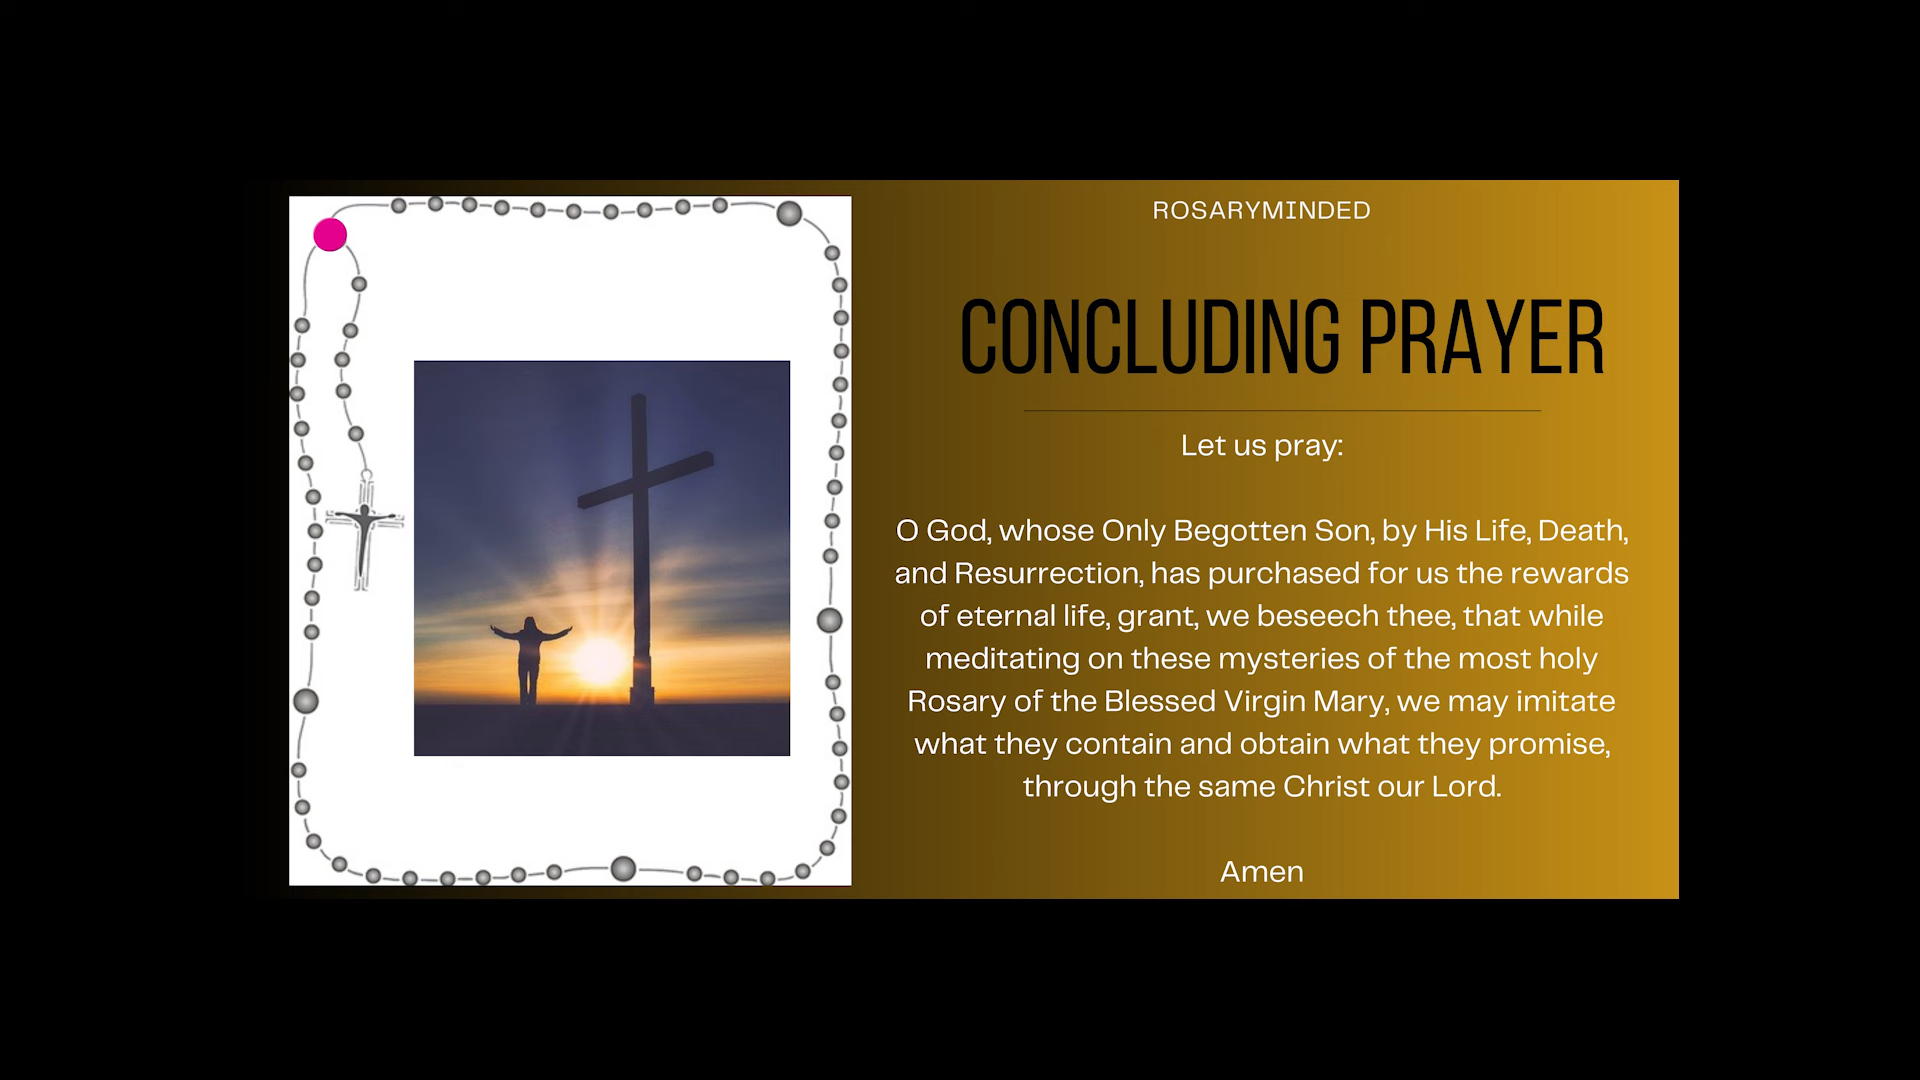 ROSARYMINDED
CONCLUDING PRAYER
Let us pray:
O God, whose Only Begotten Son, by His Life, Death,
and Resurrection, has purchased for us the rewards
of eternal life, grant, we beseech thee, that while
meditating on these mysteries of the most holy
Rosary of the Blessed Virgin Mary, we may imitate
what they contain and obtain what they promise,
through the same Christ our Lord.
Amen